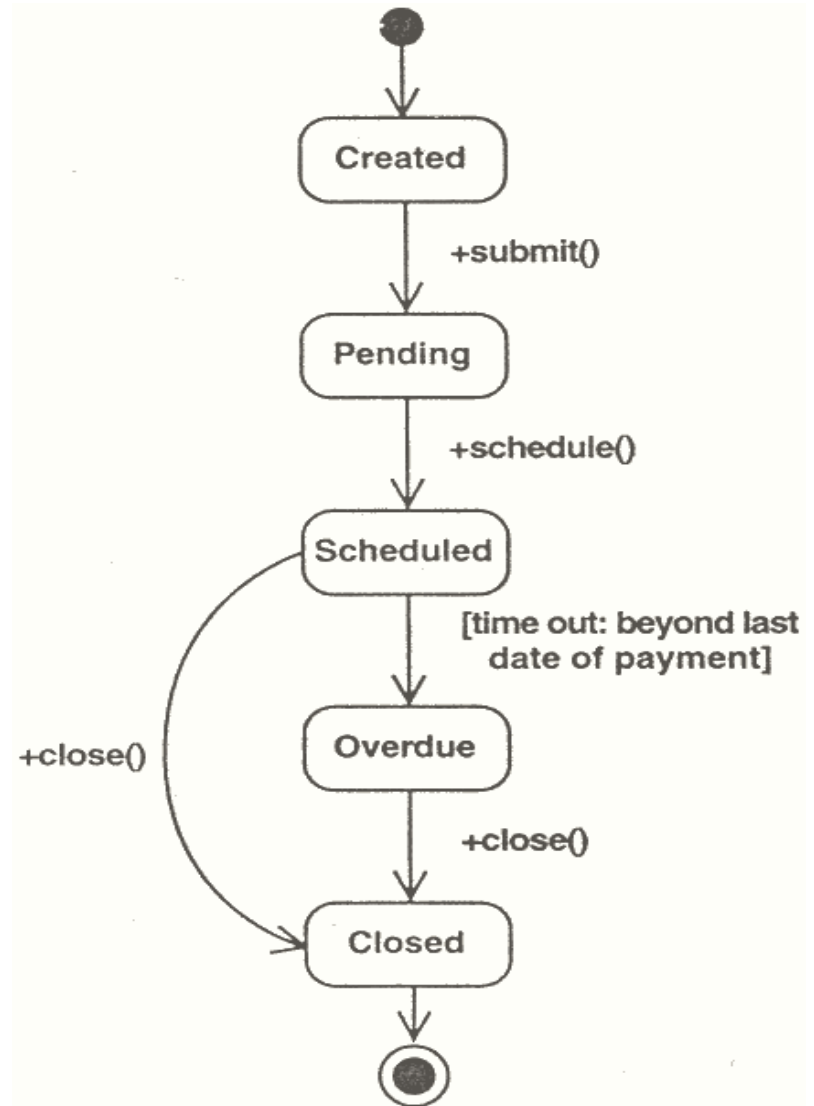 Created
+submit()
Pending
+schedule()
Scheduled
[time out: beyond last
date of payment]
+close()
Overdue
+close()
Closed